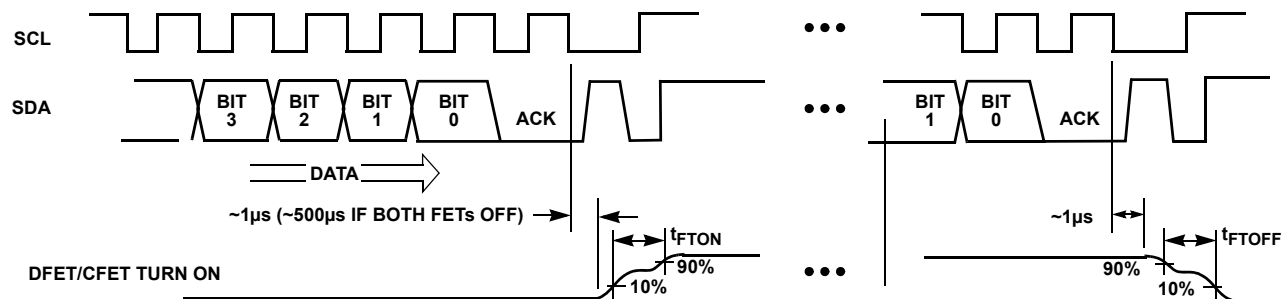 SCL
SDA
BIT
3
BIT
2
BIT
1
BIT
0
ACK
BIT
1
BIT
0
ACK
DATA
~1µs (~500µs IF BOTH FETs OFF)
~1µs
tFTON
tFTOFF
DFET/CFET TURN ON
90%
10%
90%
10%